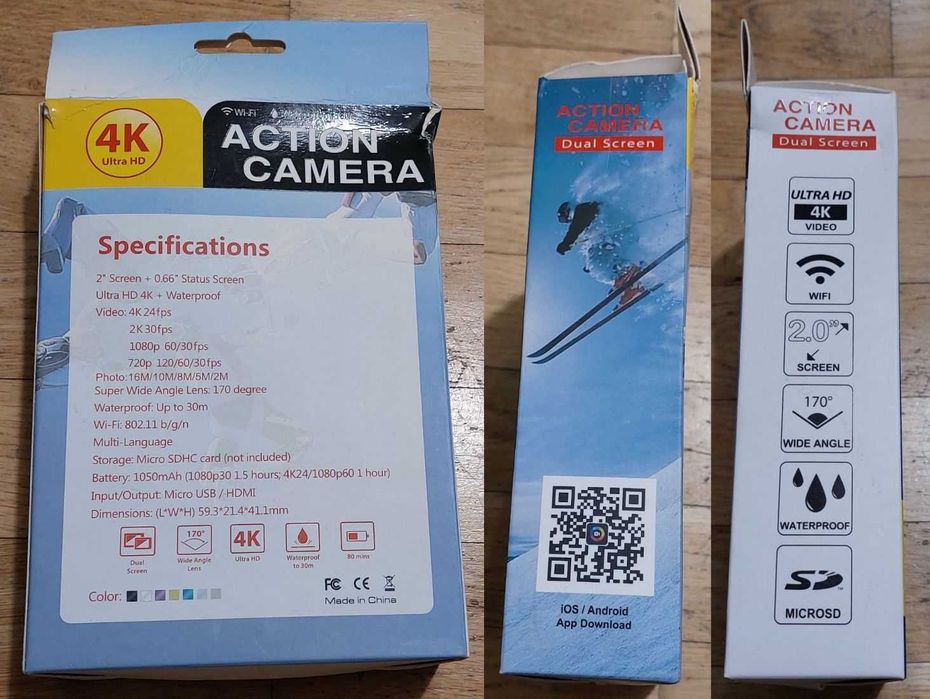 4K
Ultra HD
Wi-Fi
ACTION
CAMERA
Specifications
2" Screen + 0.66" Status Screen
Ultra HD 4K + Waterproof
Video: 4K 24fps
2K 30fps
1080p 60/30fps
720p 120/60/30fps
Photo: 16M/10M/8M/5M/2M
Super Wide Angle Lens: 170 degree
Waterproof: Up to 30m
Wi-Fi: 802.11 b/g/n
Multi-Language
Storage: Micro SDHC card (not included)
Battery: 1050mAh (1080p30 1.5 hours; 4K24/1080p60 1 hour)
Input/Output: Micro USB / HDMI
Dimensions: (L*W*H) 59.3*21.4*41.1mm
Dual
Screen
170°
Wide Angle
Lens
4K
Ultra HD
Waterproof
to 30m
80 mins
Color:
FC CE
Made in China
ACTION
CAMERA
Dual Screen
iOS / Android
App Download
ACTION
CAMERA
Dual Screen
ULTRA HD
4K
VIDEO
WIFI
2.0"
SCREEN
170°
WIDE ANGLE
WATERPROOF
SD
MICROSD